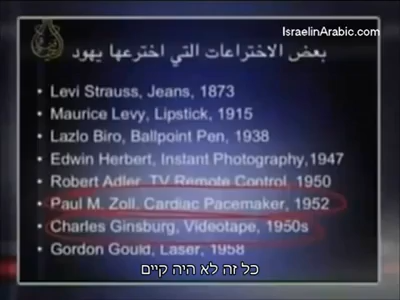 IsraelinArabic.com
بعض الاختراعات التي اخترعها يهود
• Levi Strauss, Jeans, 1873
• Maurice Levy, Lipstick, 1915
• Lazlo Biro, Ballpoint Pen, 1938
• Edwin Herbert, Instant Photography,1947
• Robert Adler, TV Remote Control, 1950
• Paul M. Zoll, Cardiac Pacemaker, 1952
• Charles Ginsburg, Videotape, 1950s
• Gordon Gould, Laser, 1958
כל זה לא היה קיים